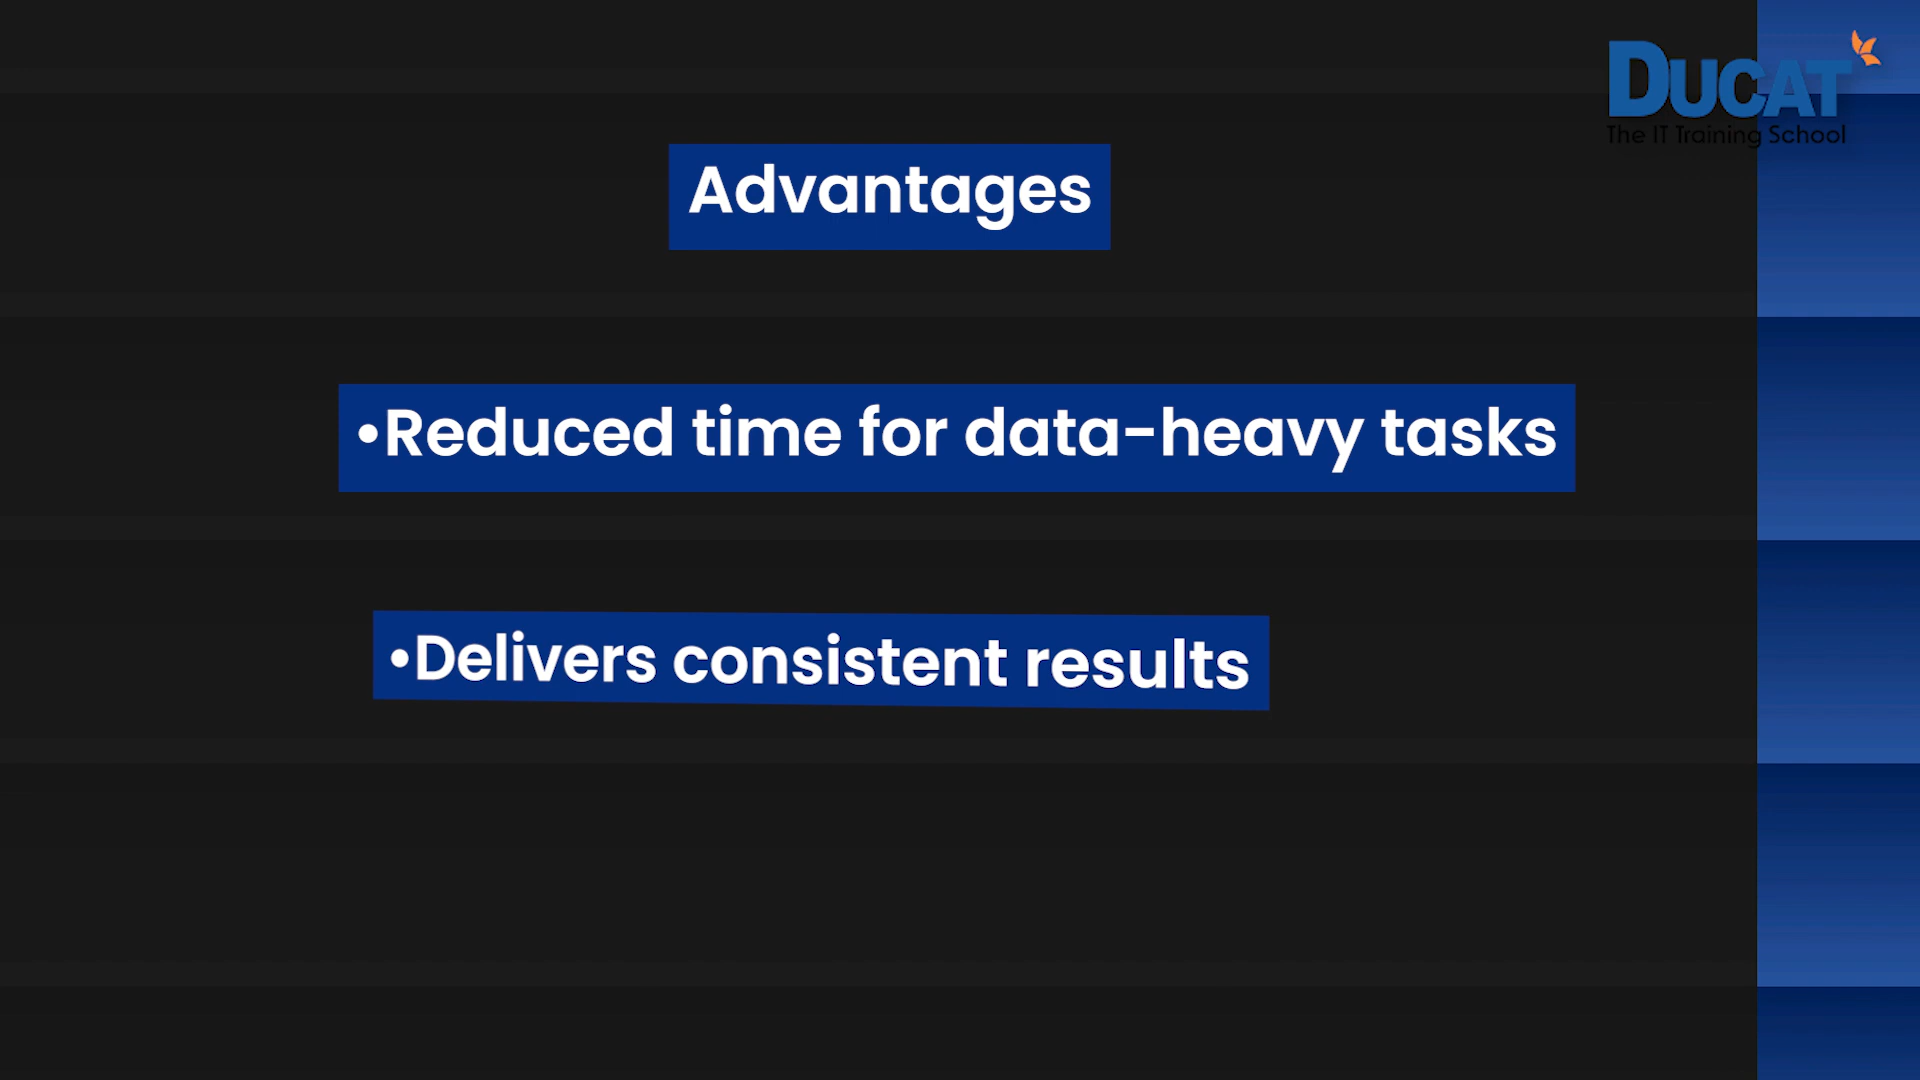 DUCAT
The IT Training School
Advantages
•Reduced time for data-heavy tasks
•Delivers consistent results